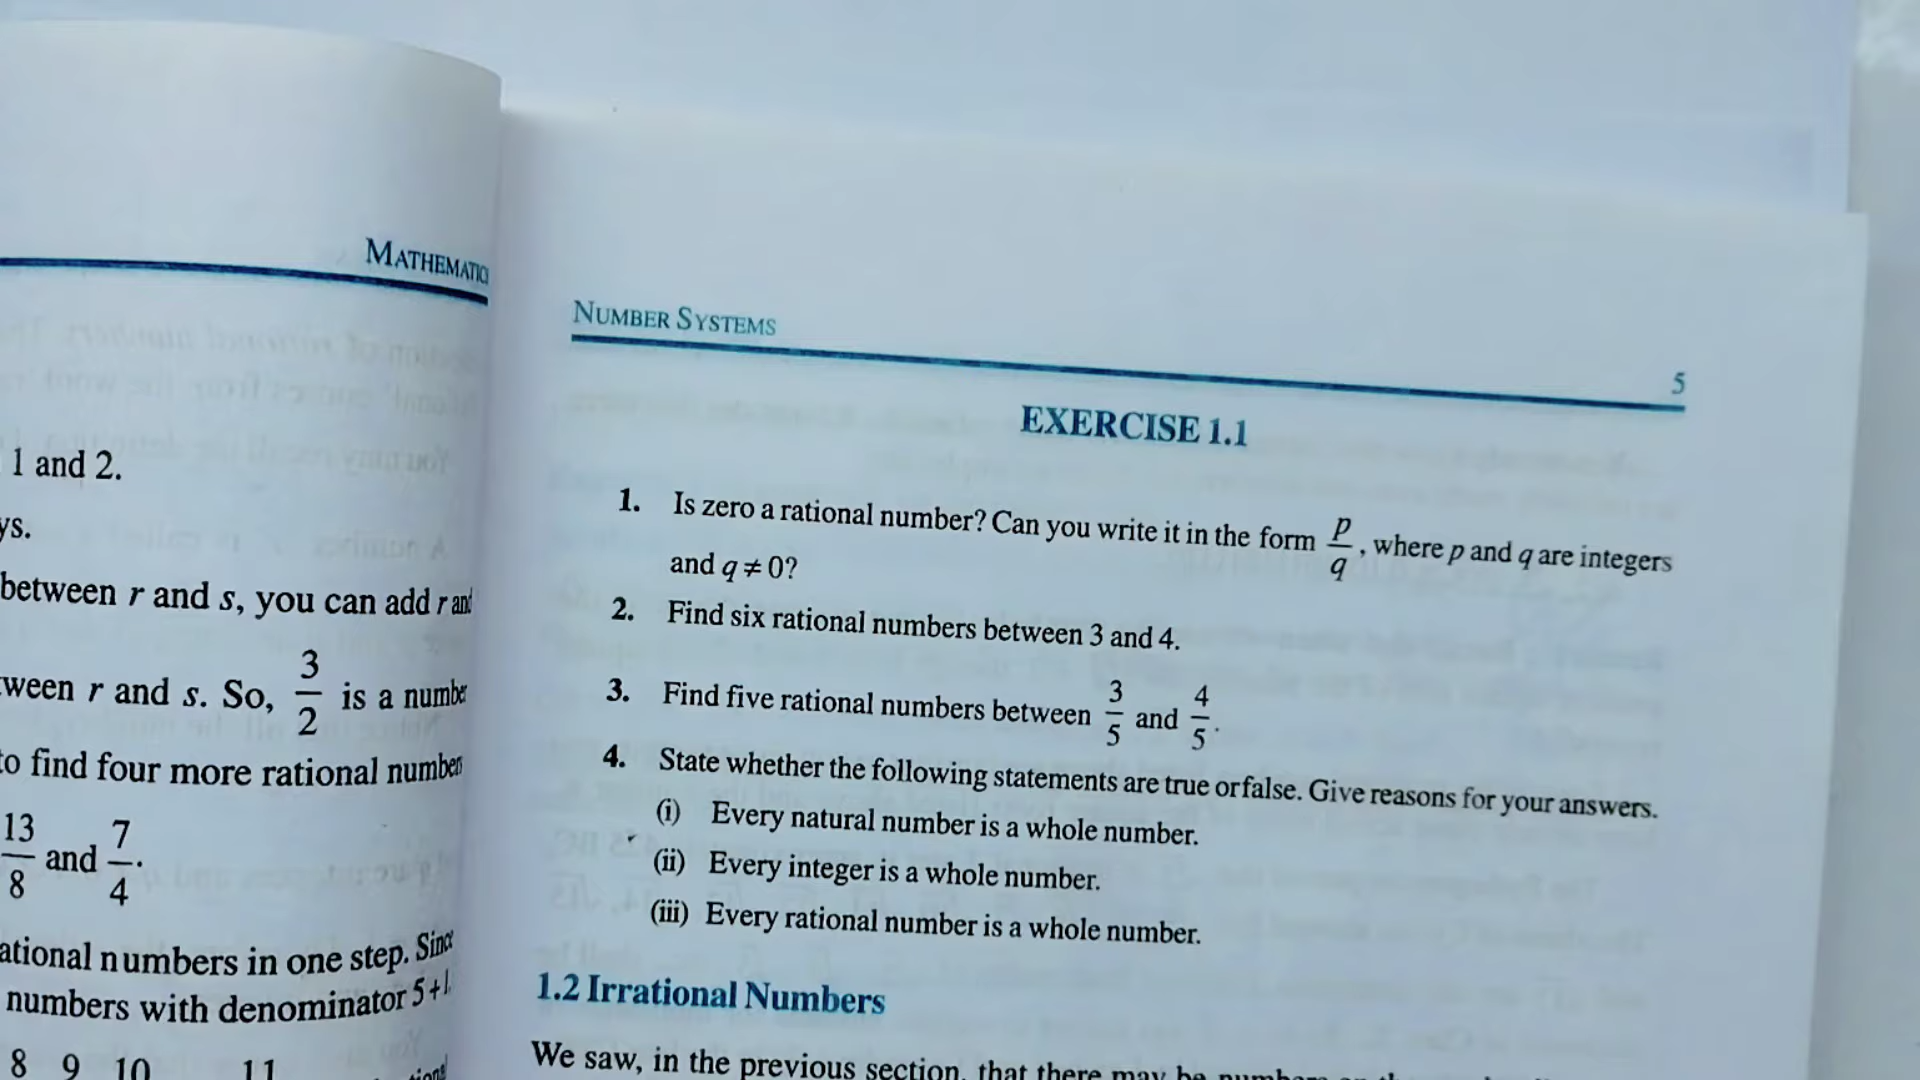 MATHEMATIC
1 and 2.
ys.
between r and s, you can add r and
ween r and s. So, 3/2 is a number
to find four more rational numbers
13/8 and 7/4.
ational numbers in one step. Since
numbers with denominator 5+1
8 9 10 11
NUMBER SYSTEMS
5
EXERCISE 1.1
1. Is zero a rational number? Can you write it in the form p/q, where p and q are integers
and q ≠ 0?
2. Find six rational numbers between 3 and 4.
3. Find five rational numbers between 3/5 and 4/5.
4. State whether the following statements are true or false. Give reasons for your answers.
(i) Every natural number is a whole number.
(ii) Every integer is a whole number.
(iii) Every rational number is a whole number.
1.2 Irrational Numbers
We saw, in the previous section, that there may be numbers on the